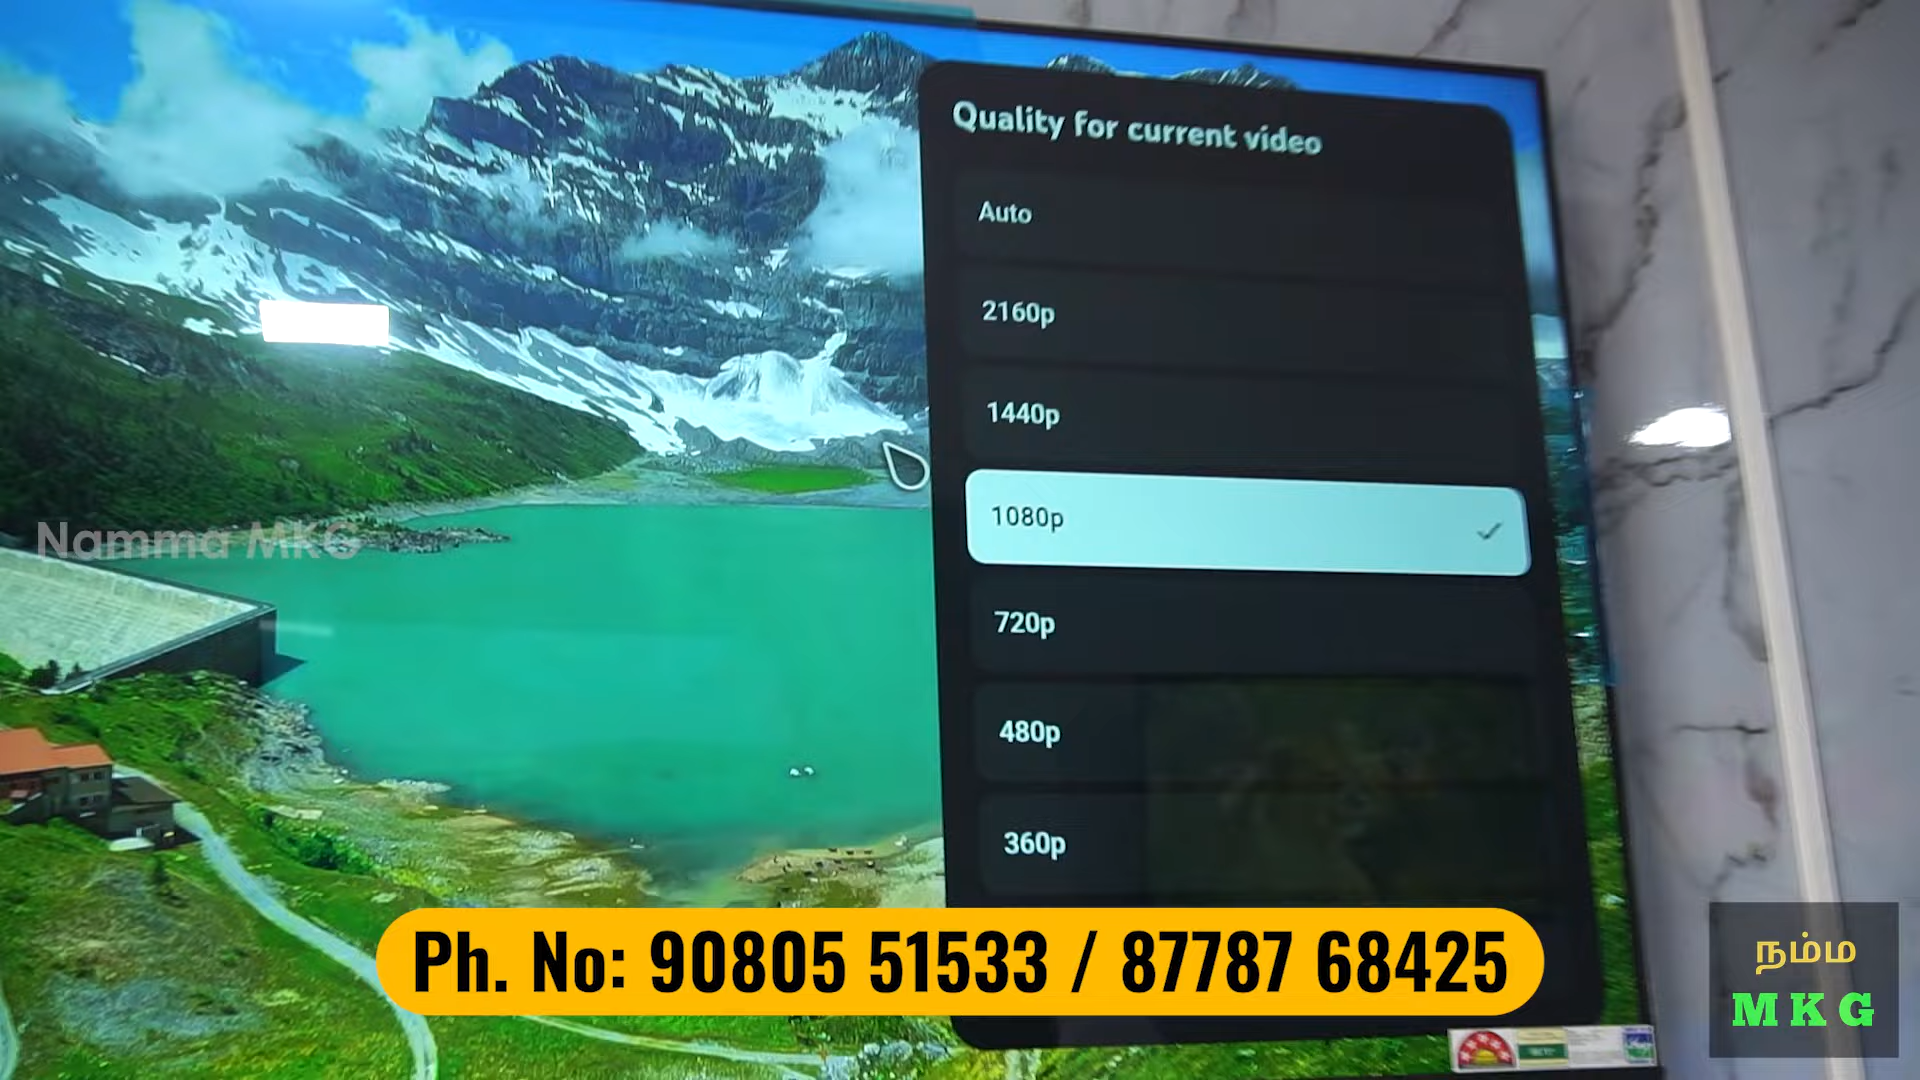 Quality for current video
Auto
2160p
1440p
1080p
720p
480p
360p
Namma MKG
Ph. No: 90805 51533 / 87787 68425
நம்ம
MKG